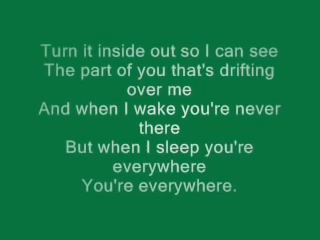 Turn it inside out so I can see
The part of you that's drifting
over me
And when I wake you're never
there
But when I sleep you're
everywhere
You're everywhere.